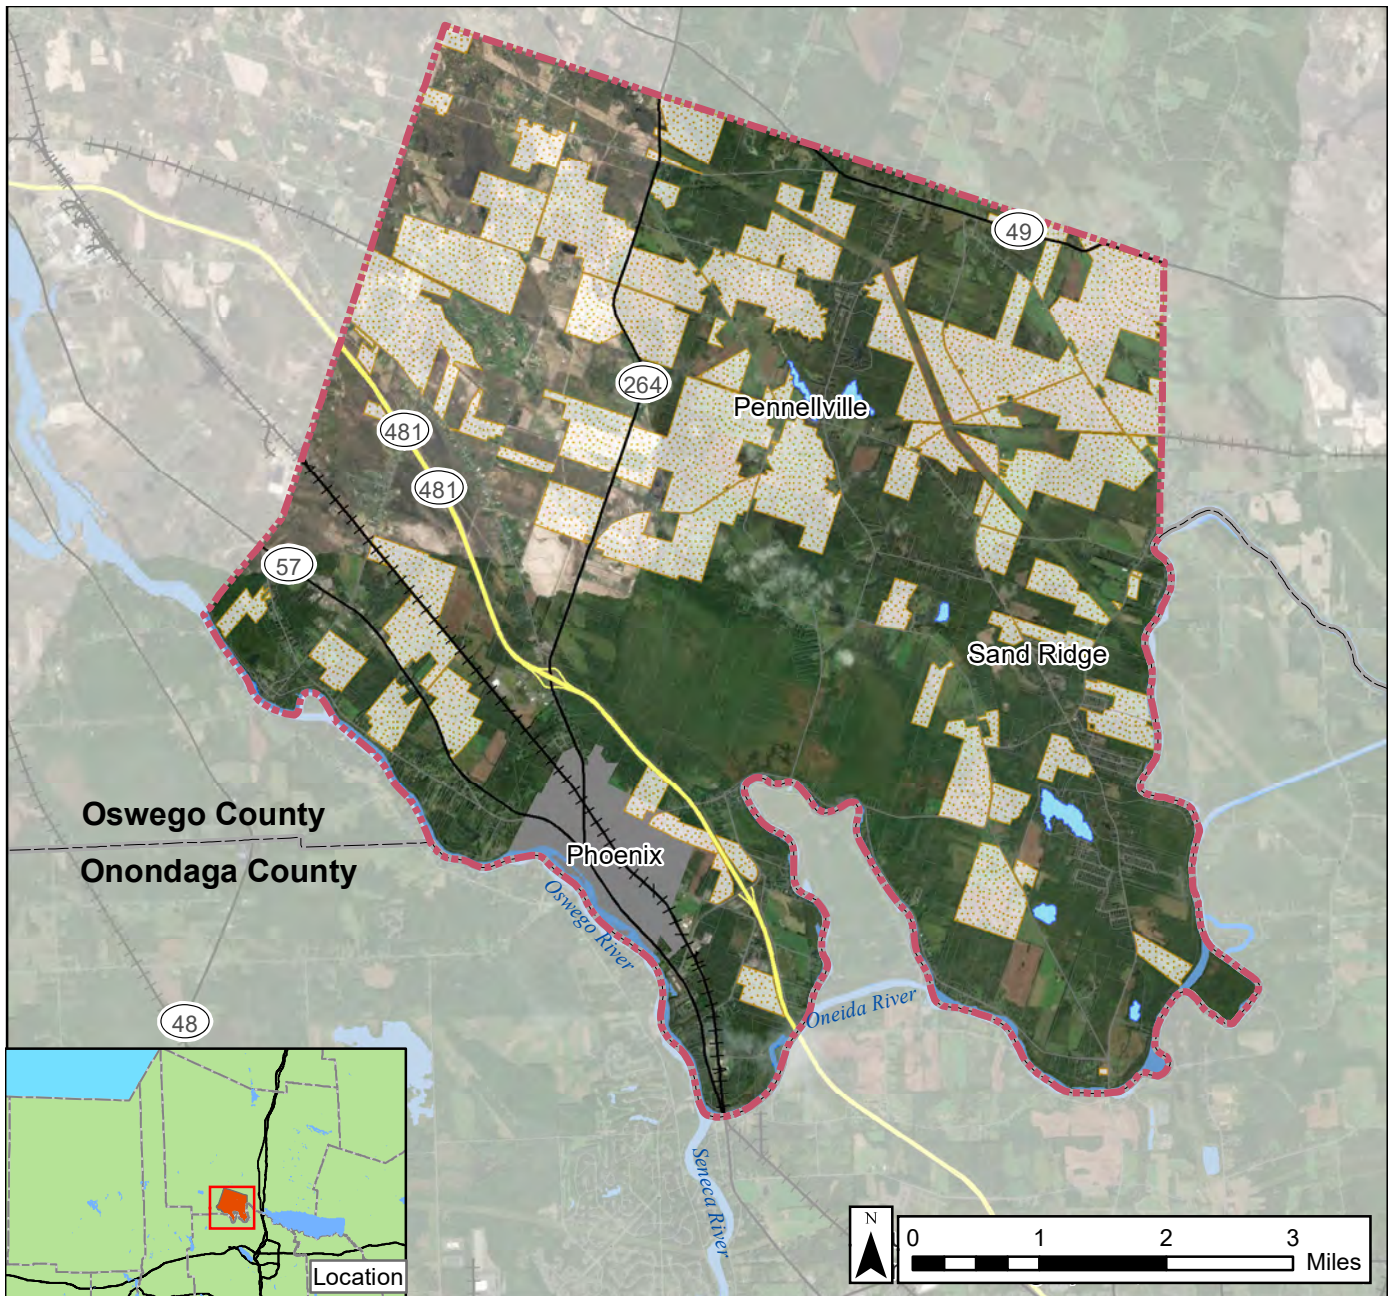 49
264
Pennellville
481
481
57
Sand Ridge
Oswego County
Onondaga County
Phoenix
Oswego River
Oneida River
48
Seneca River
Location
N
0 1 2 3
Miles